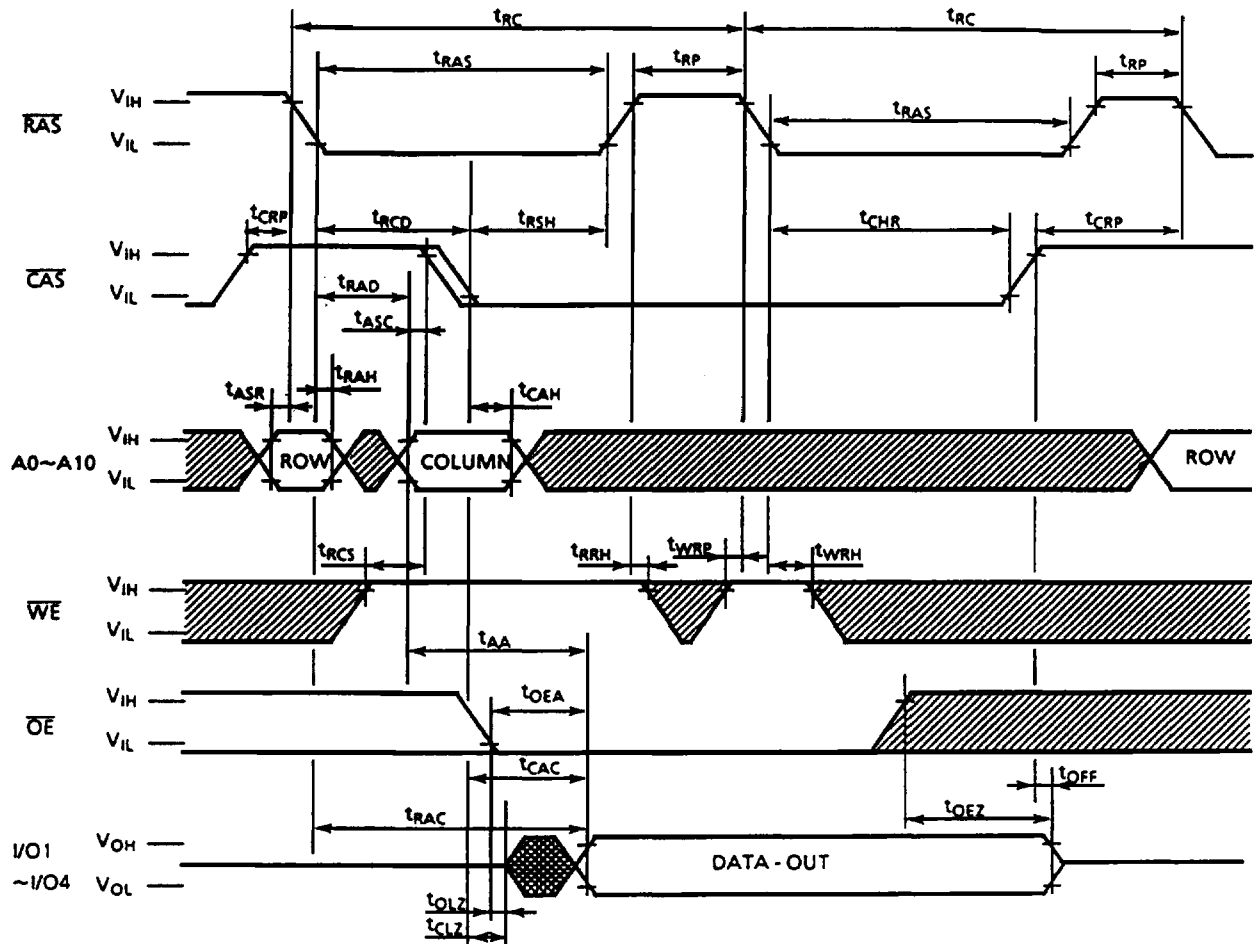 tRC tRC
tRAS tRP tRP
VIH
RAS tRAS
VIL
tCRP tRCD tRSH tCHR tCRP
VIH
CAS
VIL tRAD
tASC
tASR tRAH tCAH
VIH
A0~A10 ROW COLUMN ROW
VIL
tRCS tRRH tWRP tWRH
VIH
WE
VIL
tAA
VIH tOEA
OE
VIL
tCAC tOFF
tRAC tOEZ
I/O1 VOH
DATA - OUT
~I/O4 VOL
tOLZ
tCLZ